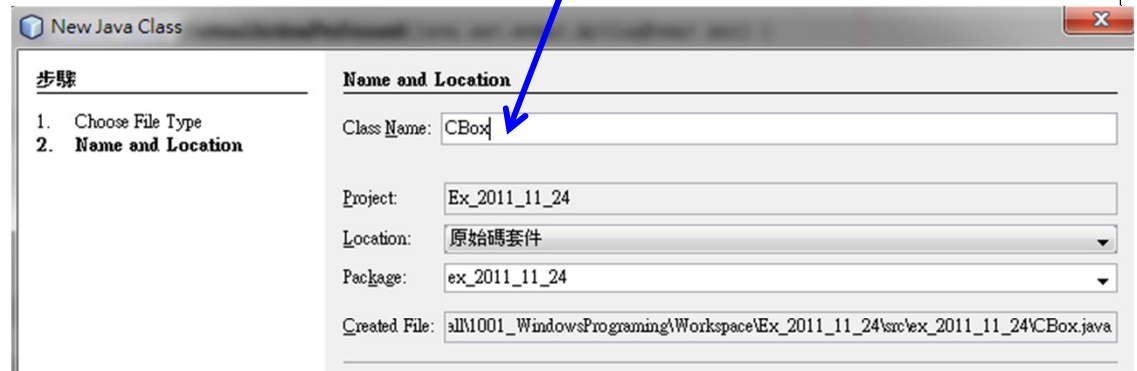 New Java Class
步驟
1. Choose File Type
2. Name and Location
Name and Location
Class Name: CBox
Project: Ex_2011_11_24
Location: 原始碼套件
Package: ex_2011_11_24
Created File: all\1001_WindowsPrograming\Workspace\Ex_2011_11_24\src\ex_2011_11_24\CBox.java